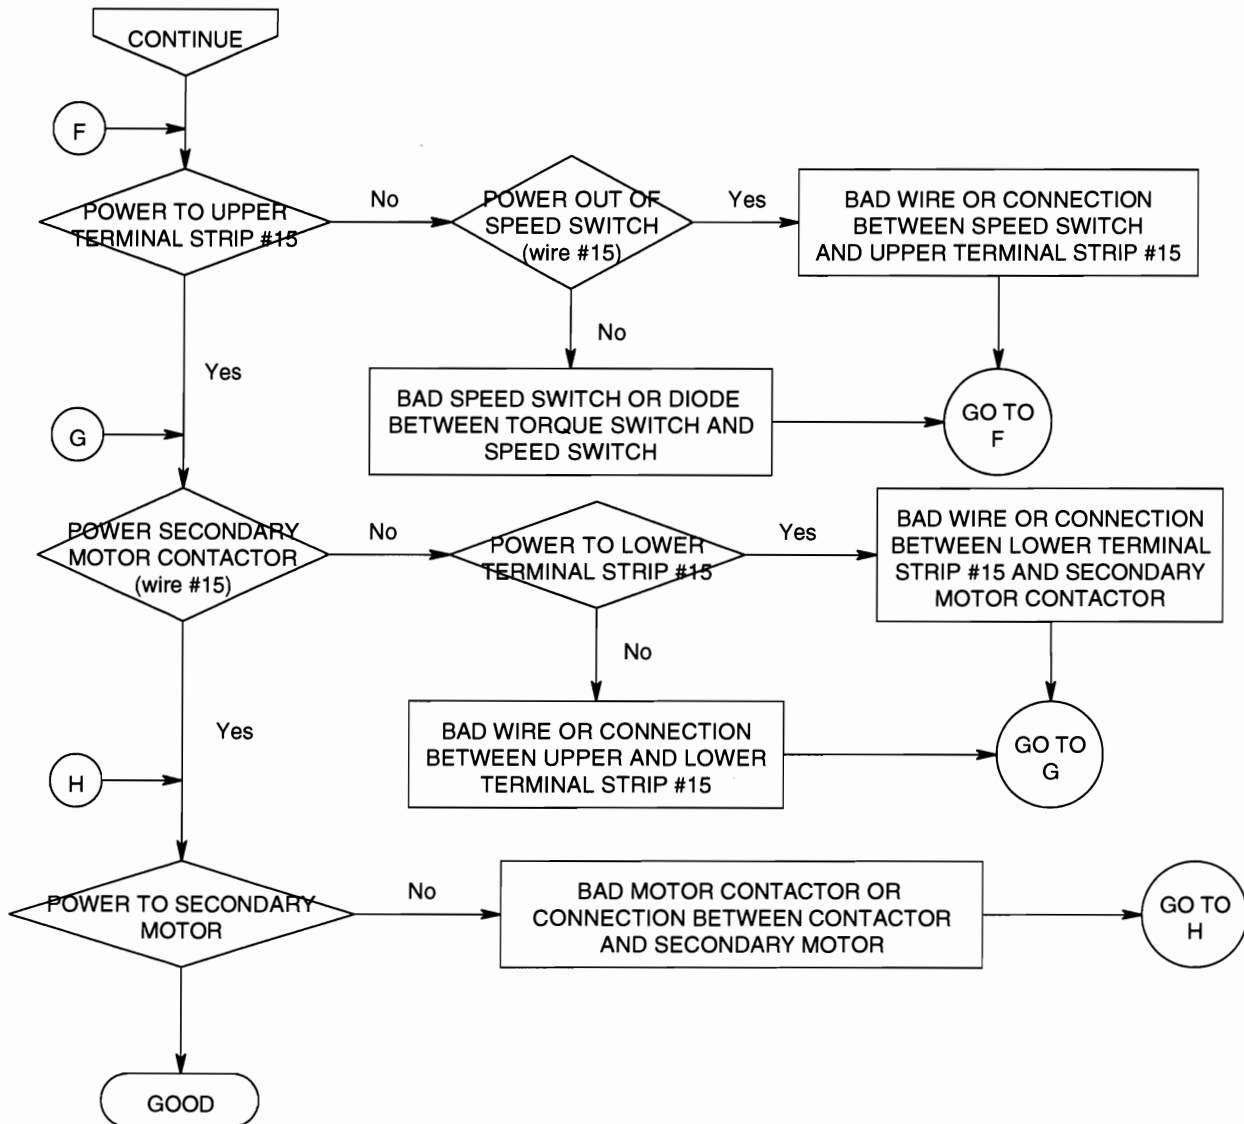 CONTINUE
F
POWER TO UPPER
TERMINAL STRIP #15
No
POWER OUT OF
SPEED SWITCH
(wire #15)
Yes
BAD WIRE OR CONNECTION
BETWEEN SPEED SWITCH
AND UPPER TERMINAL STRIP #15
No
Yes
BAD SPEED SWITCH OR DIODE
BETWEEN TORQUE SWITCH AND
SPEED SWITCH
GO TO
F
G
POWER SECONDARY
MOTOR CONTACTOR
(wire #15)
No
POWER TO LOWER
TERMINAL STRIP #15
Yes
BAD WIRE OR CONNECTION
BETWEEN LOWER TERMINAL
STRIP #15 AND SECONDARY
MOTOR CONTACTOR
No
Yes
BAD WIRE OR CONNECTION
BETWEEN UPPER AND LOWER
TERMINAL STRIP #15
GO TO
G
H
POWER TO SECONDARY
MOTOR
No
BAD MOTOR CONTACTOR OR
CONNECTION BETWEEN CONTACTOR
AND SECONDARY MOTOR
GO TO
H
GOOD